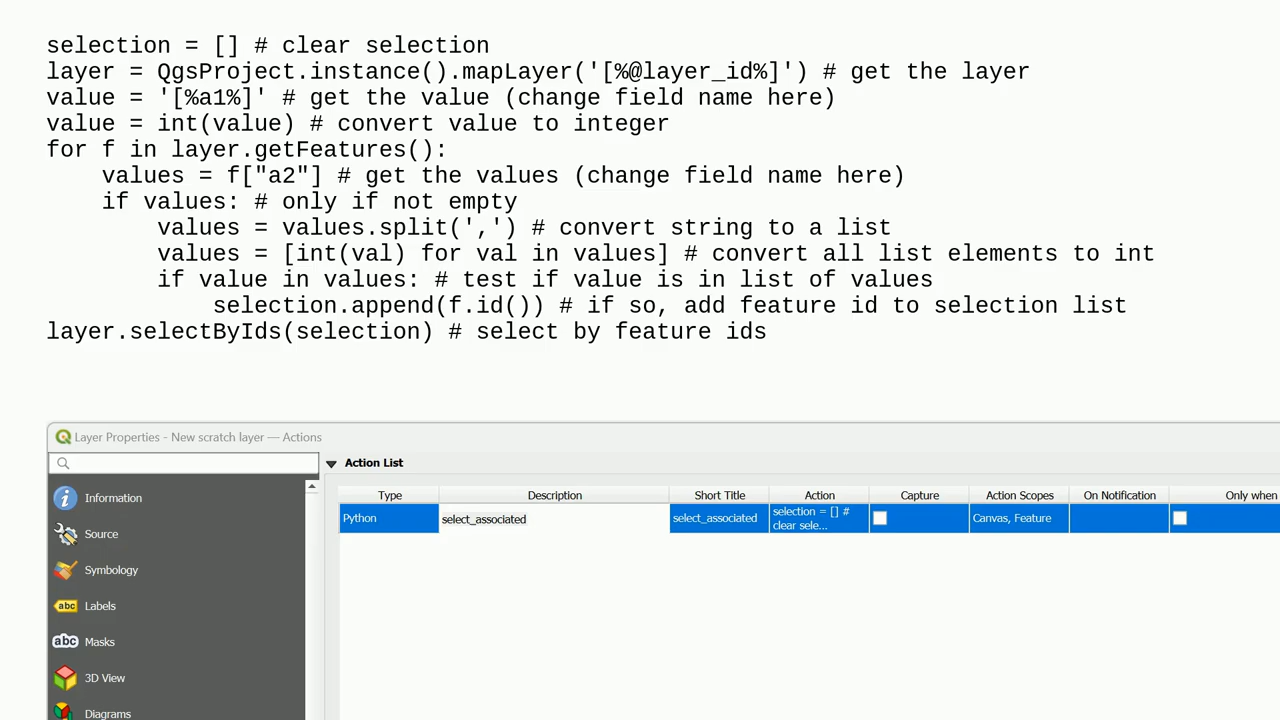 selection = [] # clear selection
layer = QgsProject.instance().mapLayer('[%@layer_id%]') # get the layer
value = '[%a1%]' # get the value (change field name here)
value = int(value) # convert value to integer
for f in layer.getFeatures():
    values = f["a2"] # get the values (change field name here)
    if values: # only if not empty
        values = values.split(',') # convert string to a list
        values = [int(val) for val in values] # convert all list elements to int
        if value in values: # test if value is in list of values
            selection.append(f.id()) # if so, add feature id to selection list
layer.selectByIds(selection) # select by feature ids
Layer Properties - New scratch layer — Actions
Action List
Type Description Short Title Action Capture Action Scopes On Notification Only when
Python select_associated select_associated selection = [] # Canvas, Feature
clear sele...
Information
Source
Symbology
abc Labels
abc Masks
3D View
Diagrams